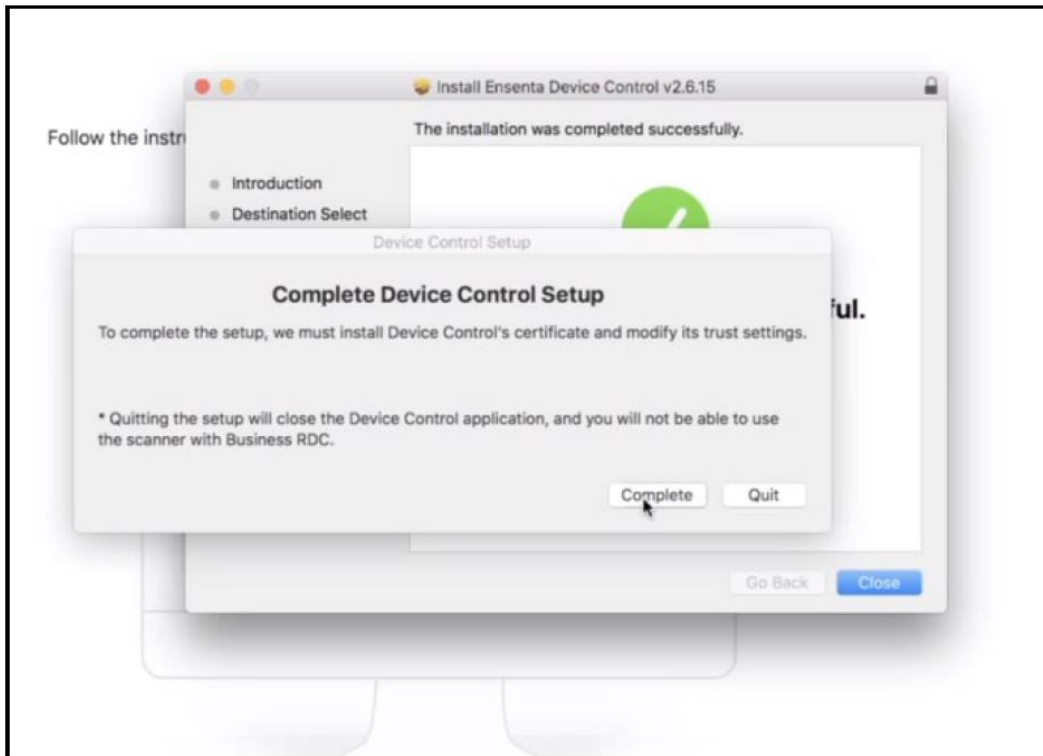 Install Ensenta Device Control v2.6.15
The installation was completed successfully.
Follow the instr
Introduction
Destination Select
Device Control Setup
Complete Device Control Setup
ful.
To complete the setup, we must install Device Control's certificate and modify its trust settings.
* Quitting the setup will close the Device Control application, and you will not be able to use
the scanner with Business RDC.
Complete Quit
Go Back Close